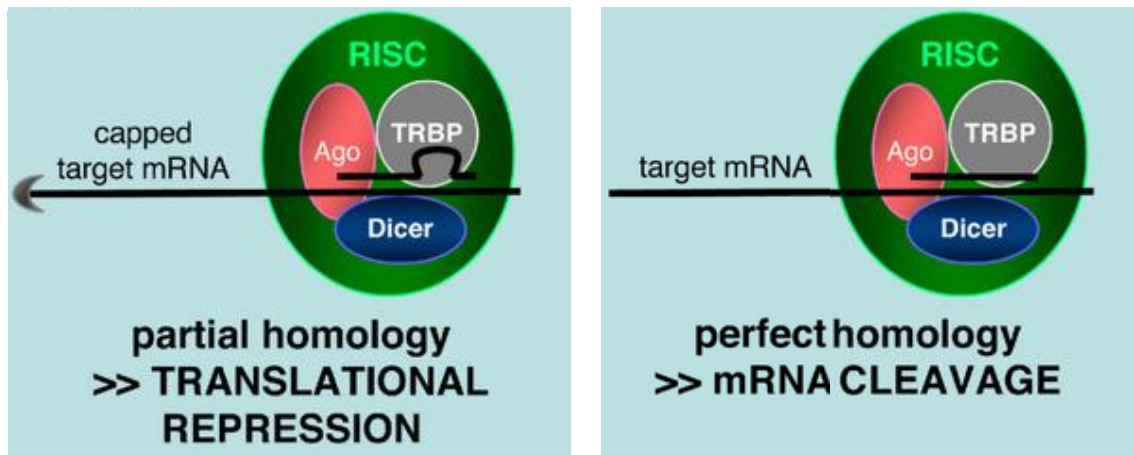 RISC
capped
target mRNA
Ago
TRBP
Dicer
partial homology
>> TRANSLATIONAL
REPRESSION
RISC
target mRNA
Ago
TRBP
Dicer
perfect homology
>> mRNA CLEAVAGE